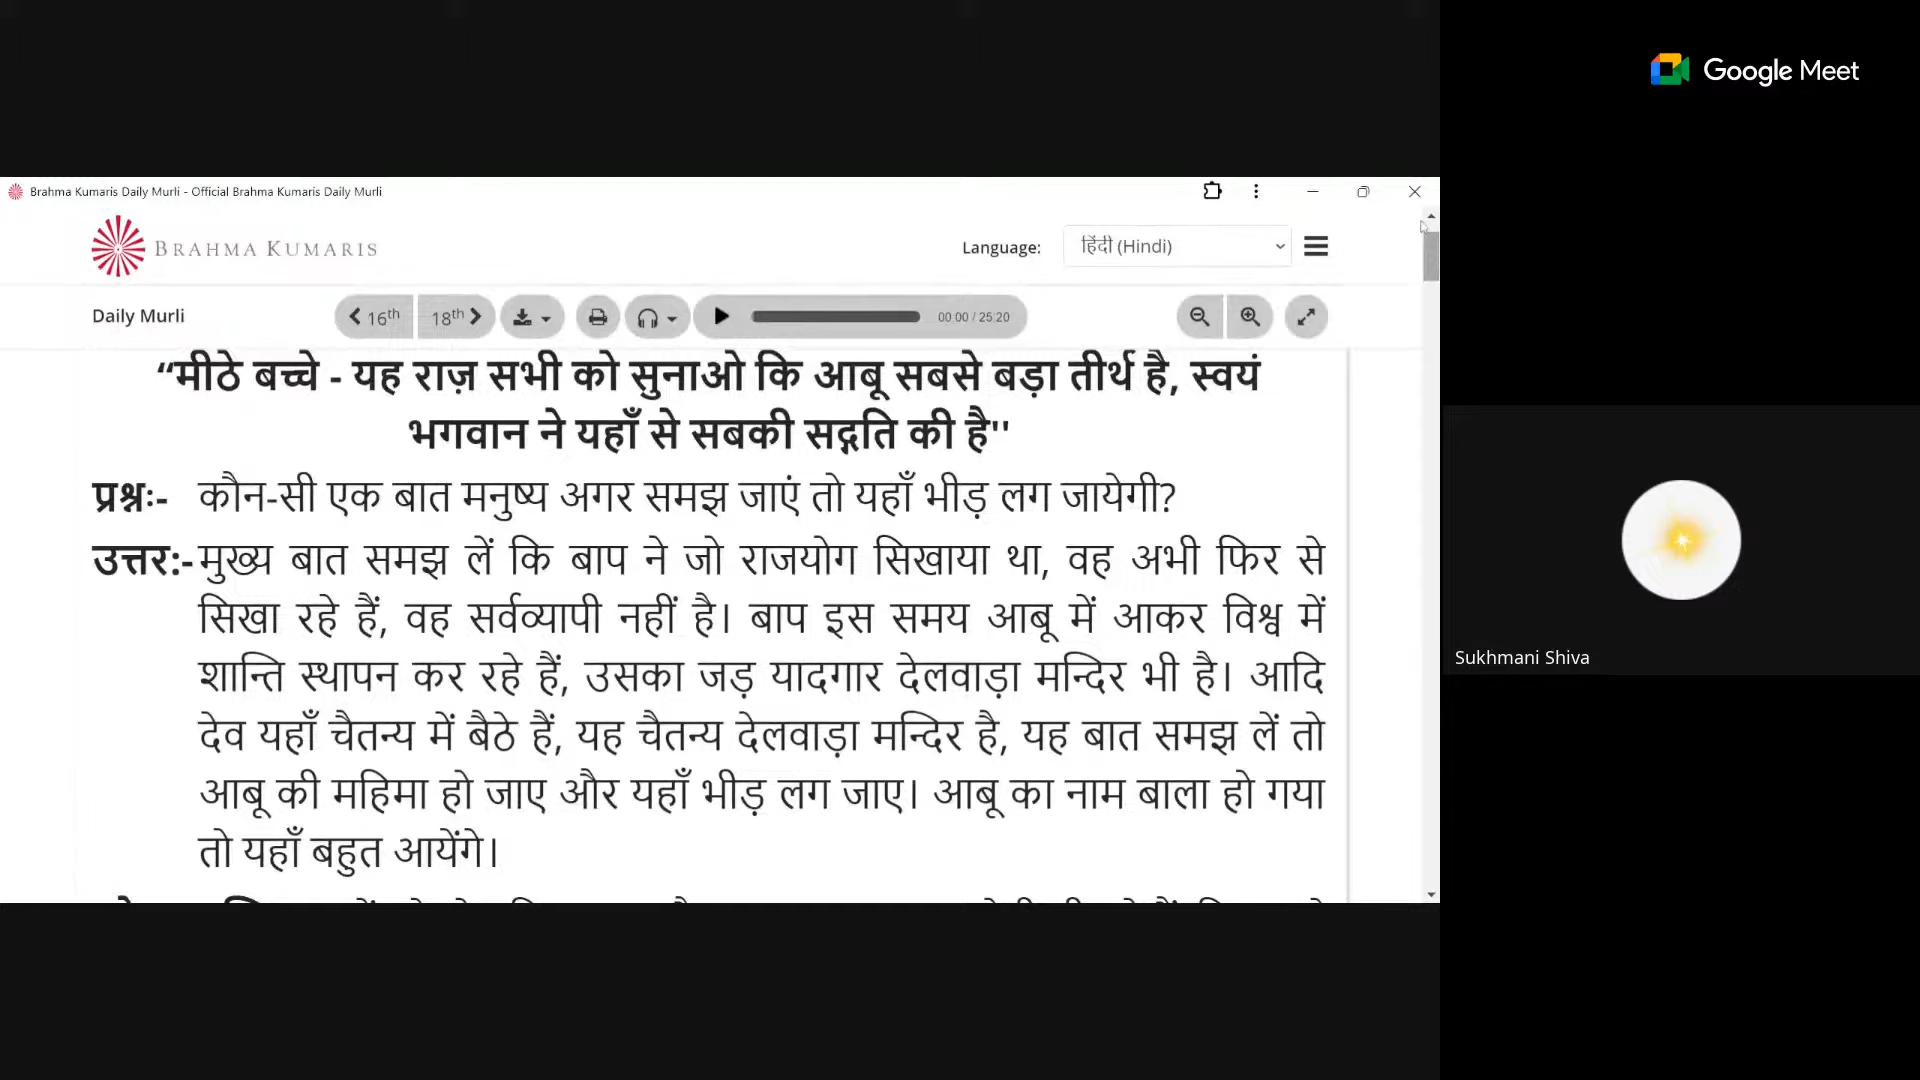 Google Meet
Brahma Kumaris Daily Murli - Official Brahma Kumaris Daily Murli
BRAHMA KUMARIS
Language:
हिंदी (Hindi)
Daily Murli
16th
18th
00:00 / 25:20
“मीठे बच्चे - यह राज़ सभी को सुनाओ कि आबू सबसे बड़ा तीर्थ है, स्वयं
भगवान ने यहाँ से सबकी सद्गति की है''
प्रश्नः- कौन-सी एक बात मनुष्य अगर समझ जाएं तो यहाँ भीड़ लग जायेगी?
उत्तर:- मुख्य बात समझ लें कि बाप ने जो राजयोग सिखाया था, वह अभी फिर से
सिखा रहे हैं, वह सर्वव्यापी नहीं है। बाप इस समय आबू में आकर विश्व में
शान्ति स्थापन कर रहे हैं, उसका जड़ यादगार देलवाड़ा मन्दिर भी है। आदि
देव यहाँ चैतन्य में बैठे हैं, यह चैतन्य देलवाड़ा मन्दिर है, यह बात समझ लें तो
आबू की महिमा हो जाए और यहाँ भीड़ लग जाए। आबू का नाम बाला हो गया
तो यहाँ बहुत आयेंगे।
Sukhmani Shiva